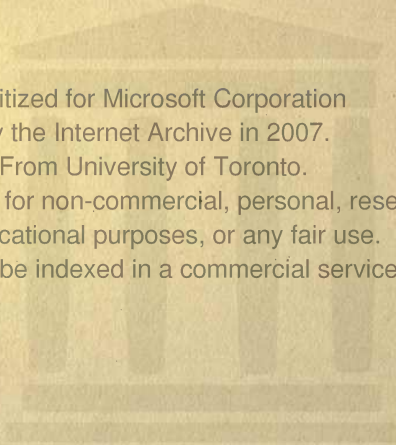 itized for Microsoft Corporation
y the Internet Archive in 2007.
From University of Toronto.
for non-commercial, personal, rese
cational purposes, or any fair use.
be indexed in a commercial service